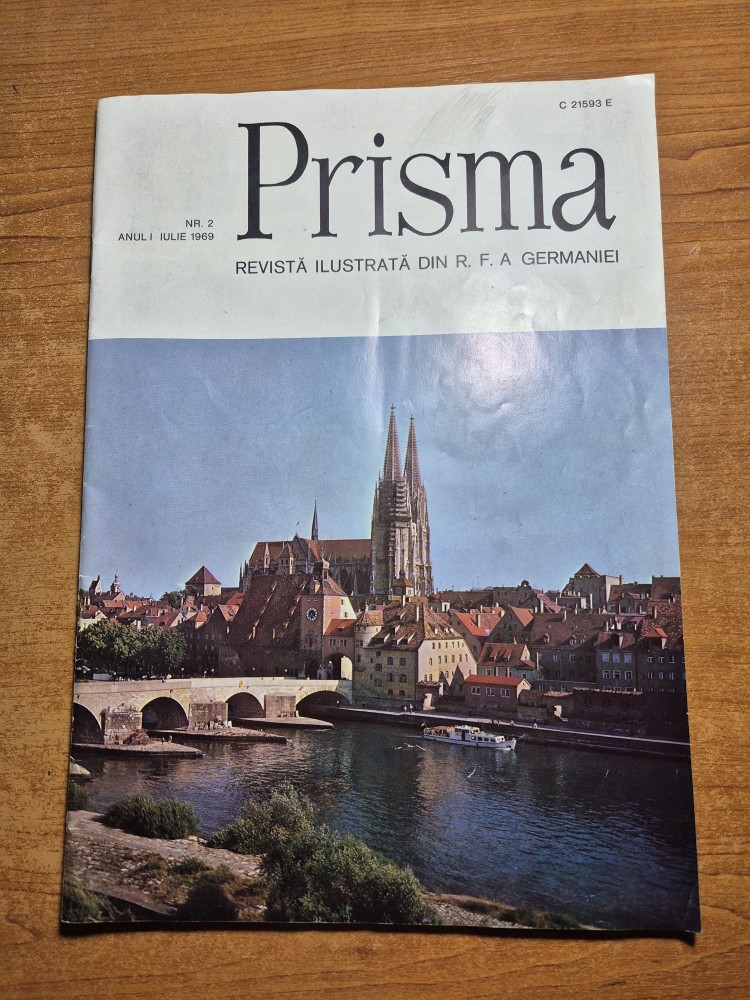 C 21593 E
Prisma
NR. 2
ANUL I IULIE 1969
REVISTĂ ILUSTRATĂ DIN R. F. A GERMANIEI